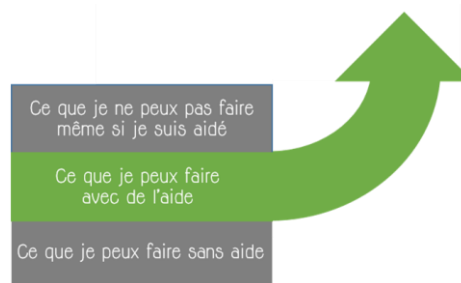 Ce que je ne peux pas faire
même si je suis aidé
Ce que je peux faire
avec de l'aide
Ce que je peux faire sans aide